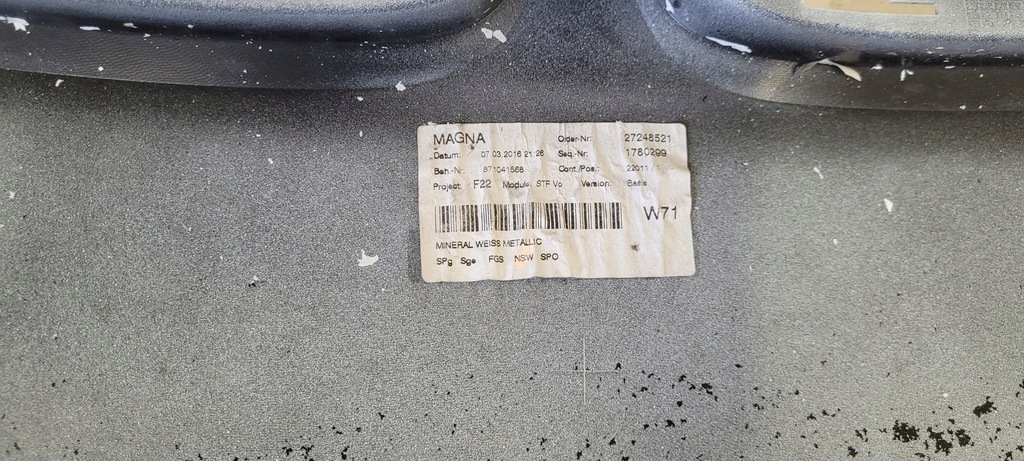 MAGNA Order-Nr: 27248521
Datum: 07.03.2016 21:26 Seq.-Nr: 1780299
Beh.-Nr: 871041568 Cont./Pos.: 22011 /
Project: F22 Module: STF Vo Version: Basis
W71
MINERAL WEISS METALLIC
SPg Sge FGS NSW SPO